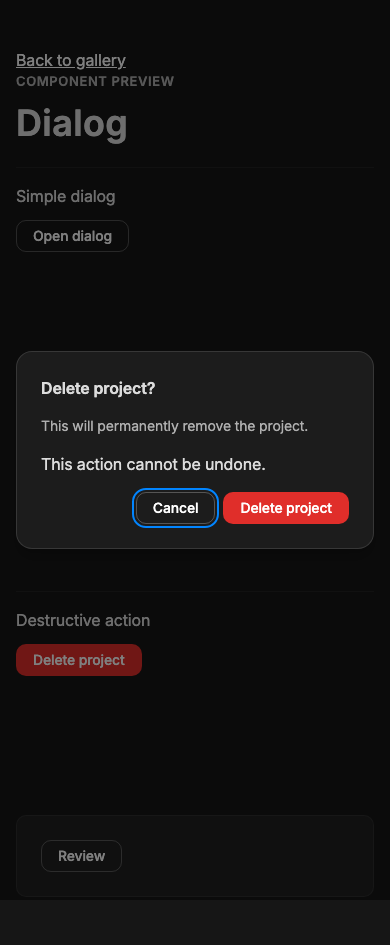 Back to gallery
COMPONENT PREVIEW
Dialog
Simple dialog
Open dialog
Delete project?
This will permanently remove the project.
This action cannot be undone.
Cancel Delete project
Destructive action
Delete project
Review